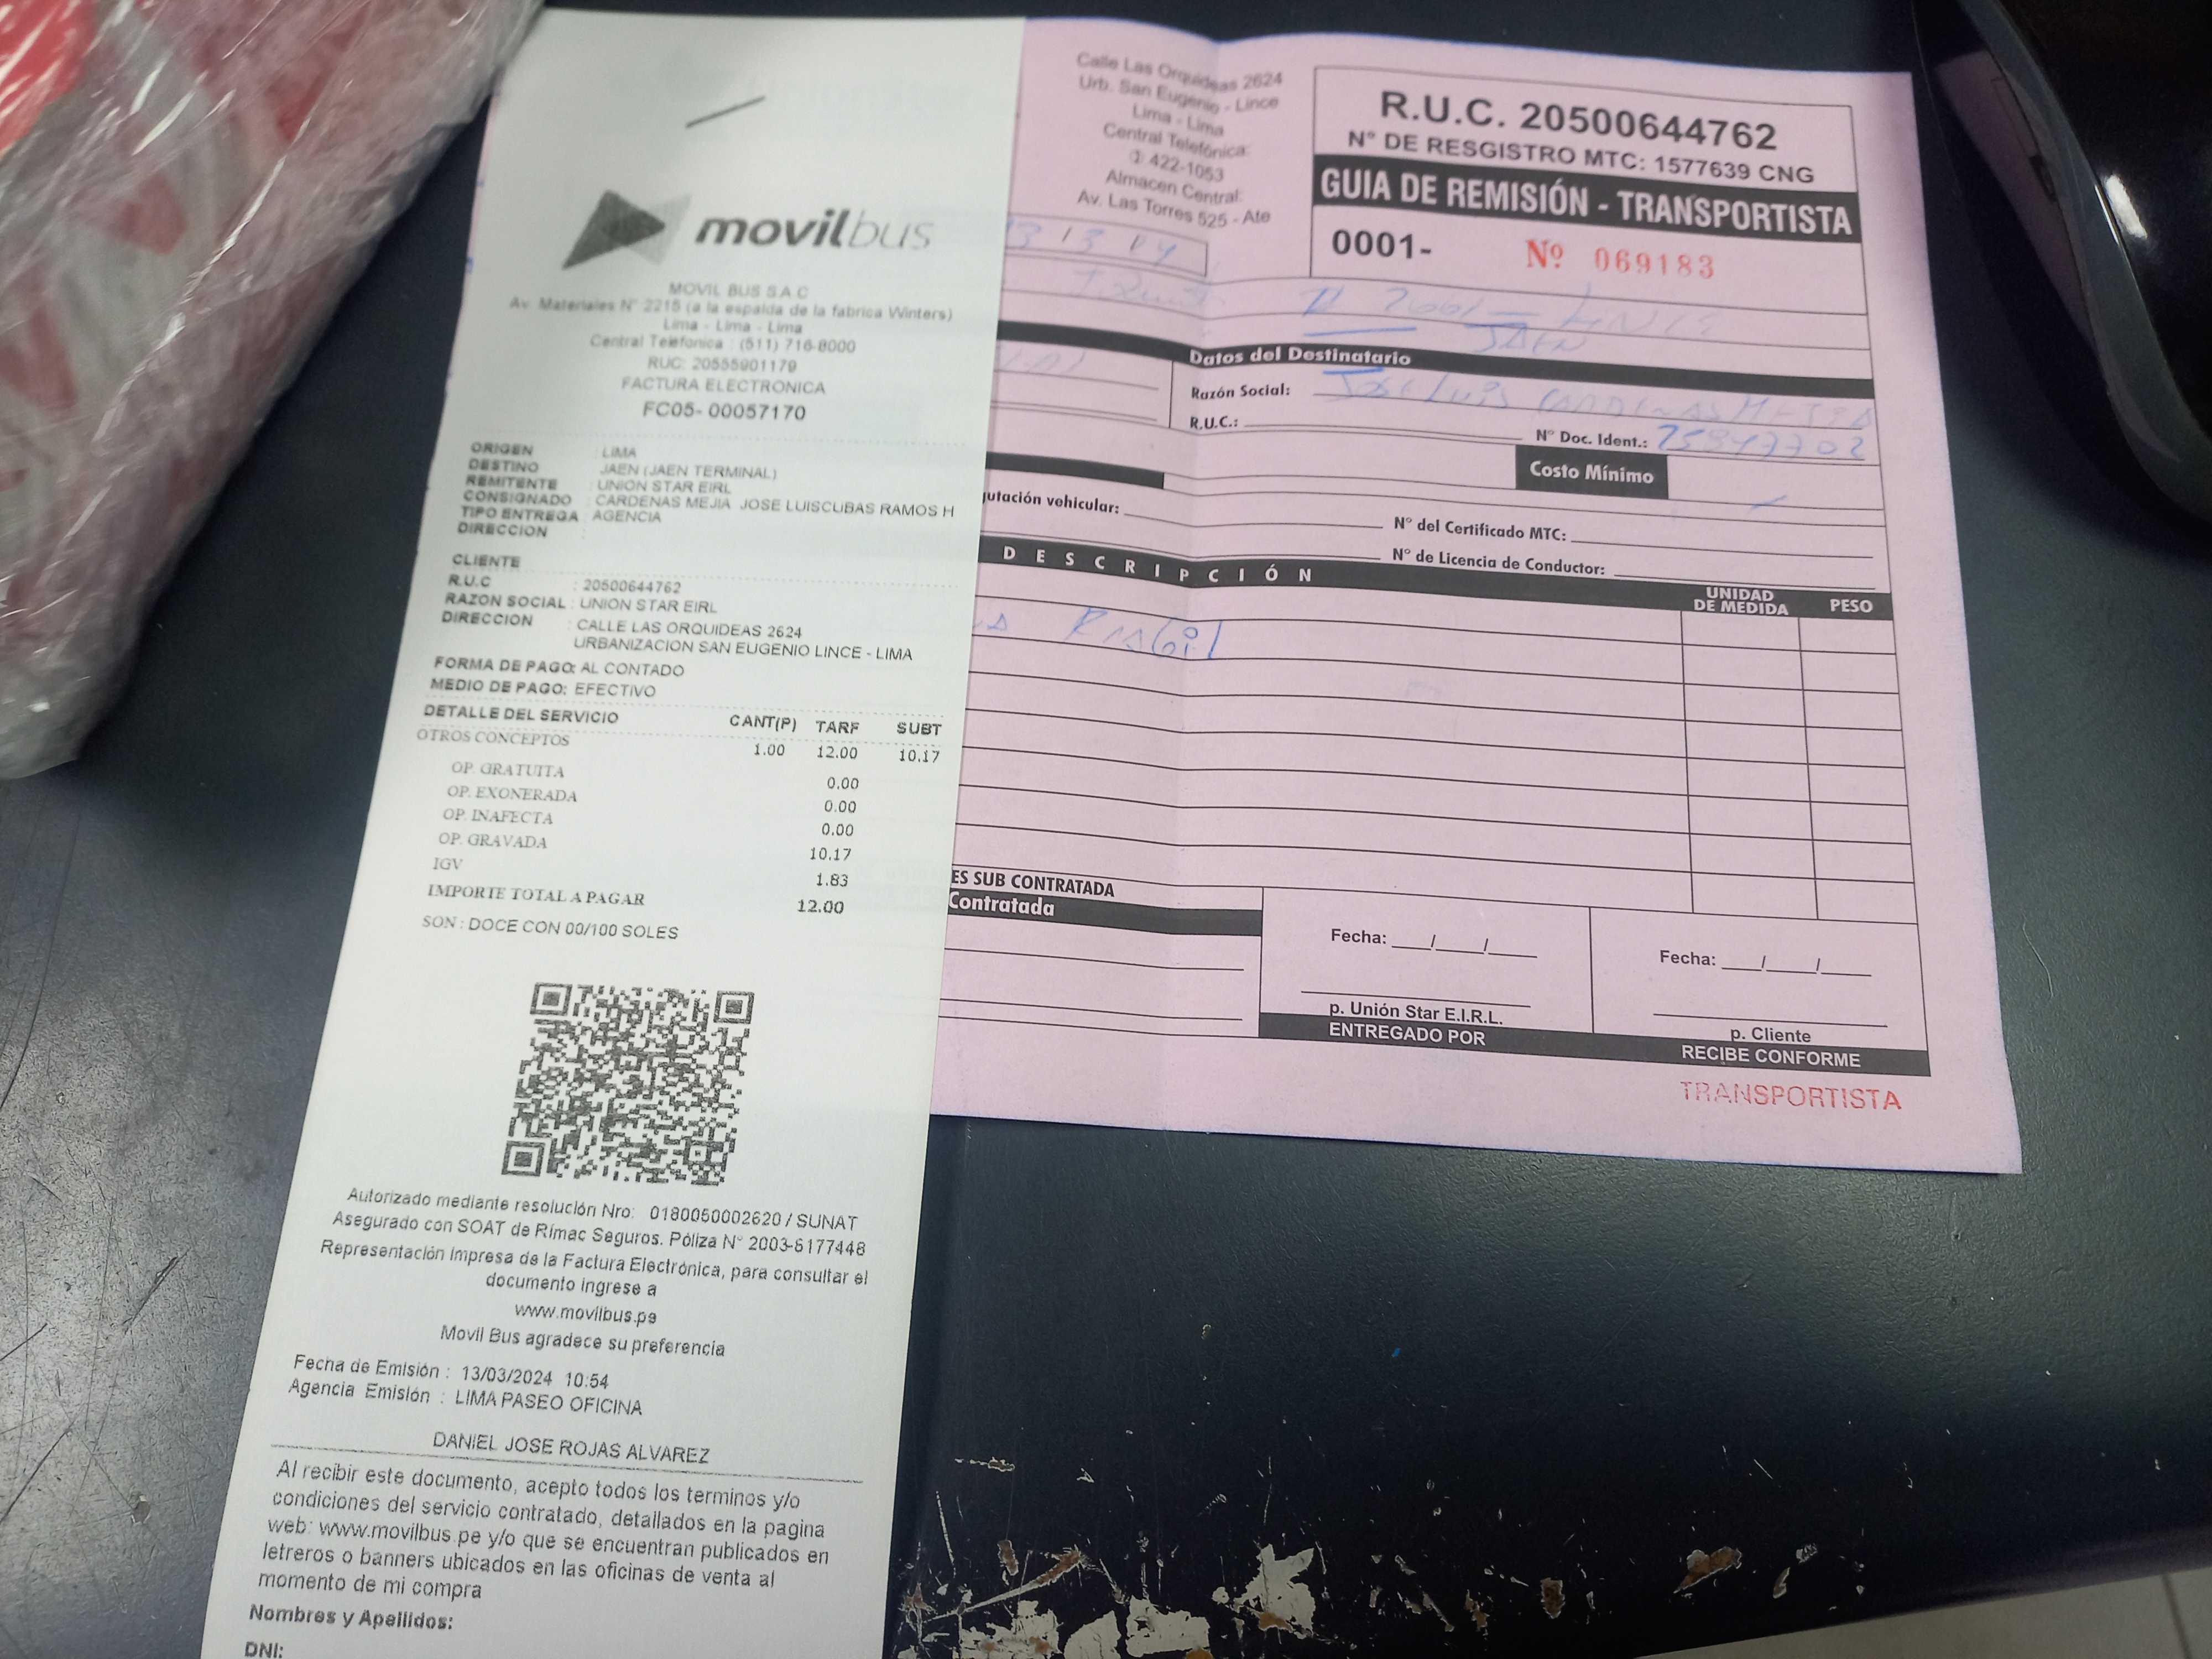 movilbus
MOVIL BUS S.A.C
Av. Materiales N° 2215 (a la espalda de la fabrica Winters)
Lima - Lima - Lima
Central Telefonica : (511) 716-8000
RUC: 20555901179
FACTURA ELECTRONICA
FC05- 00057170
ORIGEN : LIMA
DESTINO JAEN (JAEN TERMINAL)
REMITENTE : UNION STAR EIRL
CONSIGNADO : CARDENAS MEJIA JOSE LUISCUBAS RAMOS H
TIPO ENTREGA : AGENCIA
DIRECCION :
CLIENTE
R.U.C : 20500644762
RAZON SOCIAL : UNION STAR EIRL
DIRECCION : CALLE LAS ORQUIDEAS 2624
URBANIZACION SAN EUGENIO LINCE - LIMA
FORMA DE PAGO: AL CONTADO
MEDIO DE PAGO: EFECTIVO
DETALLE DEL SERVICIO CANT(P) TARF SUBT
OTROS CONCEPTOS 1.00 12.00 10.17
OP. GRATUITA 0.00
OP. EXONERADA 0.00
OP. INAFECTA 0.00
OP. GRAVADA 10.17
IGV 1.83
IMPORTE TOTAL A PAGAR 12.00
SON : DOCE CON 00/100 SOLES
Autorizado mediante resolución Nro: 0180050002620 / SUNAT
Asegurado con SOAT de Rimac Seguros. Póliza N° 2003-6177448
Representación Impresa de la Factura Electrónica, para consultar el
documento ingrese a
www.movilbus.pe
Movil Bus agradece su preferencia
Fecha de Emisión : 13/03/2024 10:54
Agencia Emisión : LIMA PASEO OFICINA
DANIEL JOSE ROJAS ALVAREZ
Al recibir este documento, acepto todos los terminos y/o
condiciones del servicio contratado, detallados en la pagina
web: www.movilbus.pe y/o que se encuentran publicados en
letreros o banners ubicados en las oficinas de venta al
momento de mi compra
Nombres y Apellidos:
DNI:
Calle Las Orquideas 2624
Urb. San Eugenio - Lince
Lima - Lima
Central Telefónica:
422-1053
Almacen Central:
Av. Las Torres 525 - Ate
R.U.C. 20500644762
N° DE RESGISTRO MTC: 1577639 CNG
GUIA DE REMISIÓN - TRANSPORTISTA
0001- Nº 069183
JAEN
Datos del Destinatario
Razón Social: Jose Luis CARDENAS MEJIA
R.U.C.: N° Doc. Ident.: 75947702
Costo Mínimo
utación vehicular: N° del Certificado MTC:
N° de Licencia de Conductor:
DESCRIPCIÓN UNIDAD DE MEDIDA PESO
ES SUB CONTRATADA
Contratada
Fecha: / /
p. Unión Star E.I.R.L.
ENTREGADO POR
Fecha: / /
p. Cliente
RECIBE CONFORME
TRANSPORTISTA